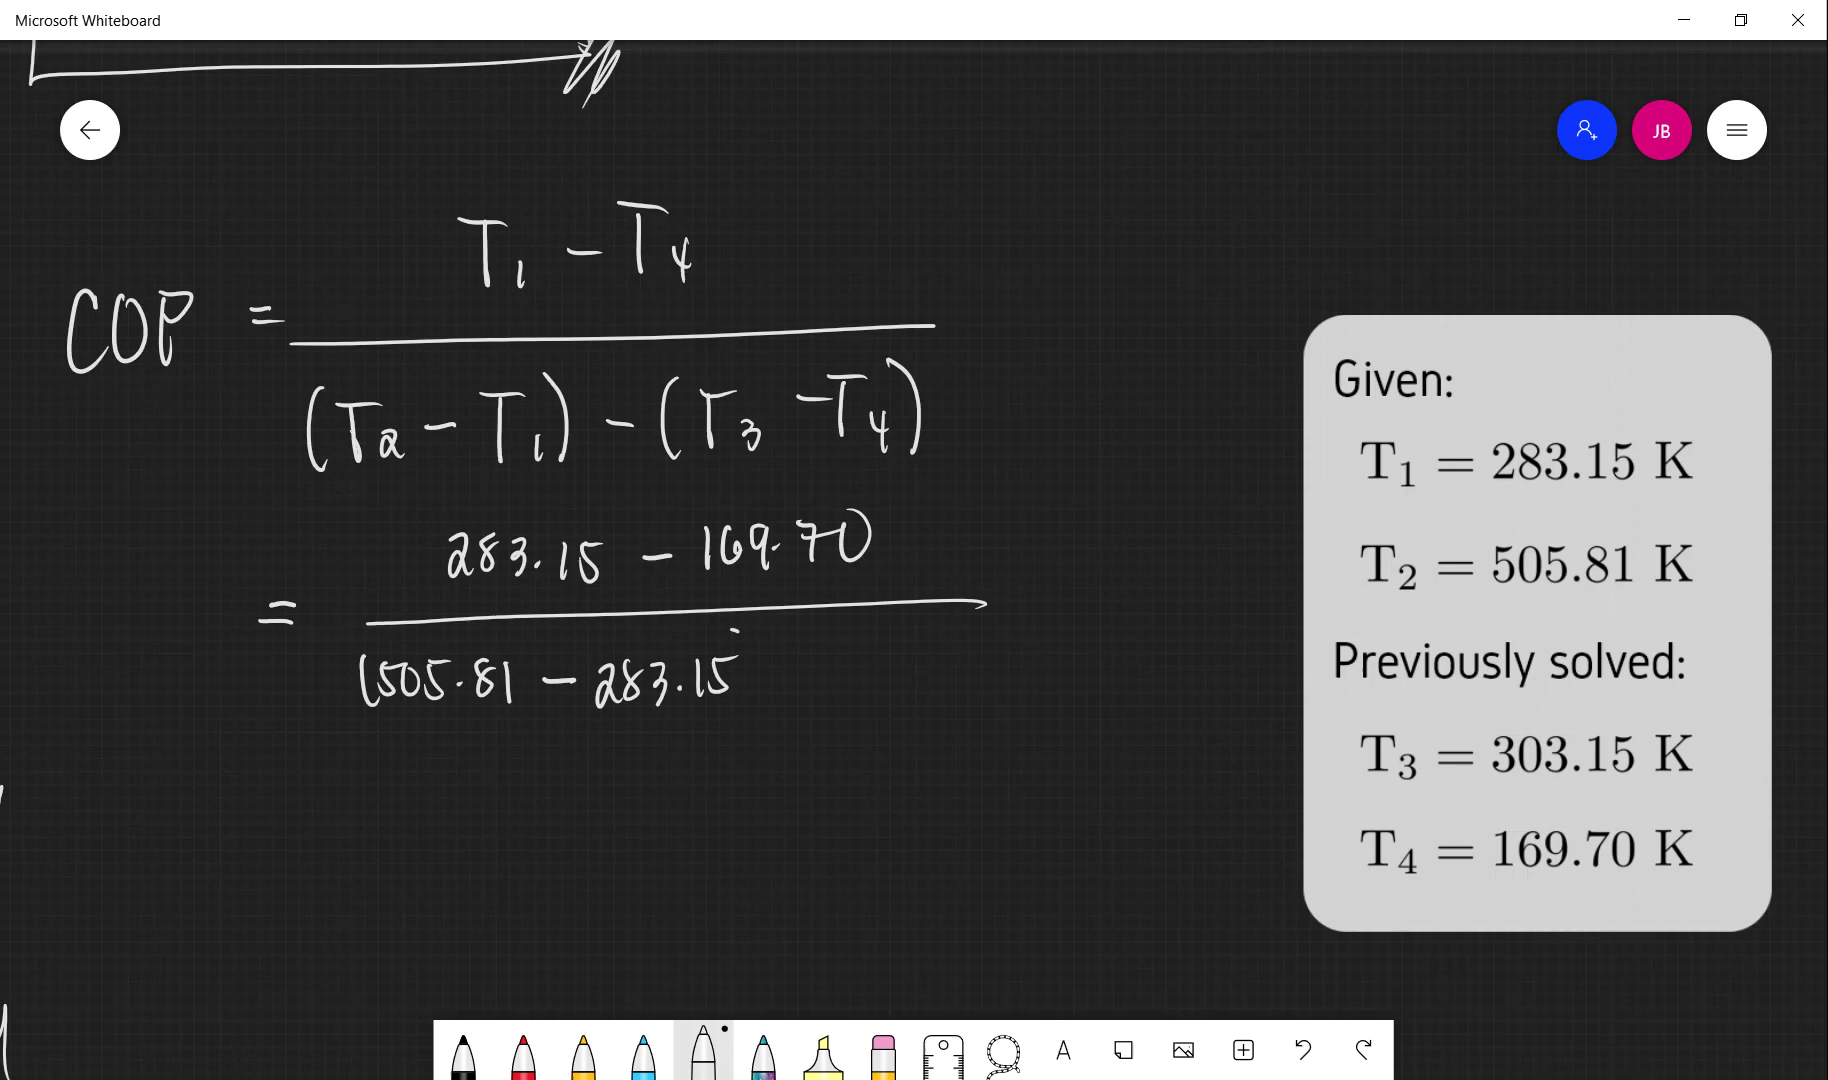 Microsoft Whiteboard
JB
T₁ - T₄
COP =
(T₂ - T₁) - (T₃ - T₄)
283.15 - 169.70
=
(505.81 - 283.15
Given:
T₁ = 283.15 K
T₂ = 505.81 K
Previously solved:
T₃ = 303.15 K
T₄ = 169.70 K